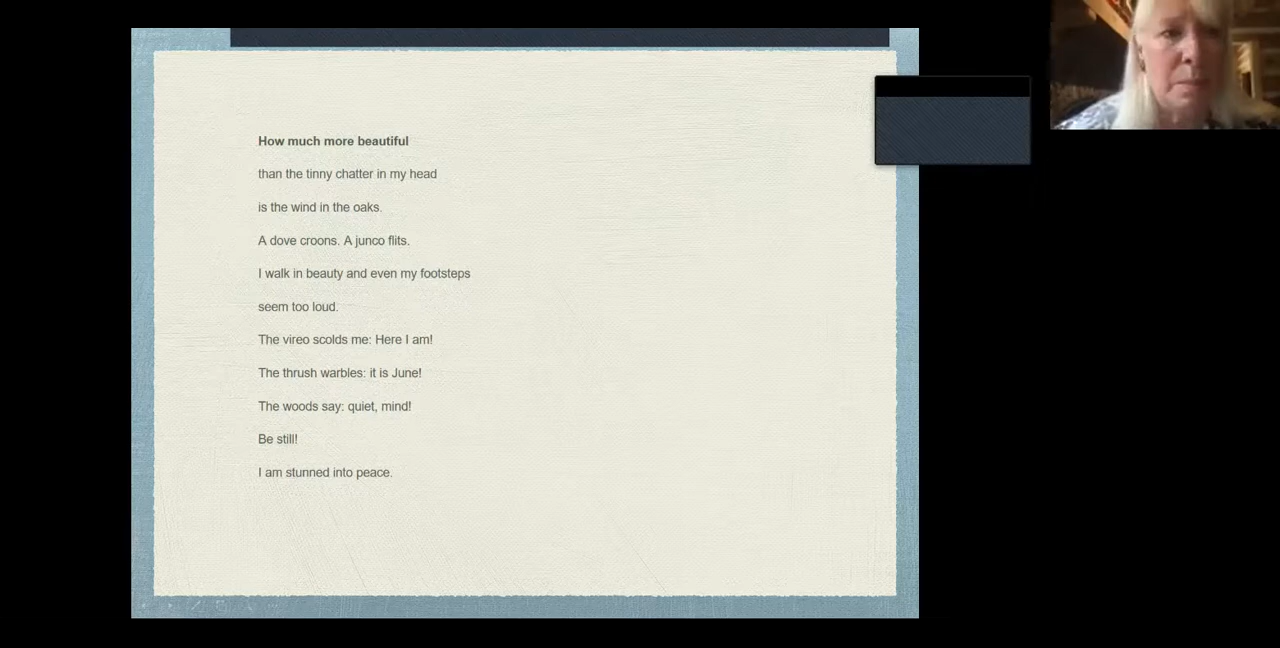 How much more beautiful
than the tinny chatter in my head
is the wind in the oaks.
A dove croons. A junco flits.
I walk in beauty and even my footsteps
seem too loud.
The vireo scolds me: Here I am!
The thrush warbles: it is June!
The woods say: quiet, mind!
Be still!
I am stunned into peace.